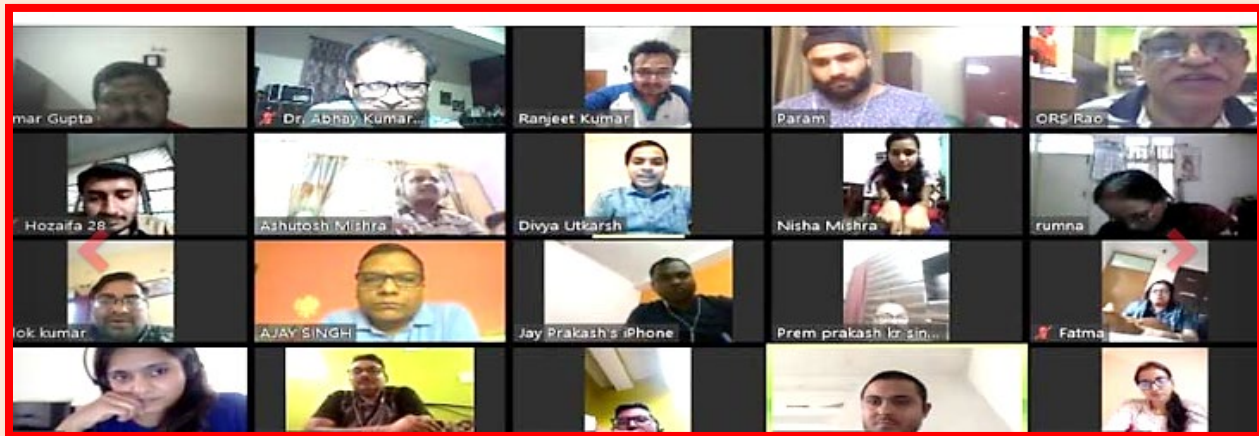 mar Gupta
Dr. Abhay Kumar...
Ranjeet Kumar
Param
ORS Rao
Hozaifa 28
Ashutosh Mishra
Divya Utkarsh
Nisha Mishra
rumna
lok kumar
AJAY SINGH
Jay Prakash's iPhone
Prem prakash kr sin...
Fatma